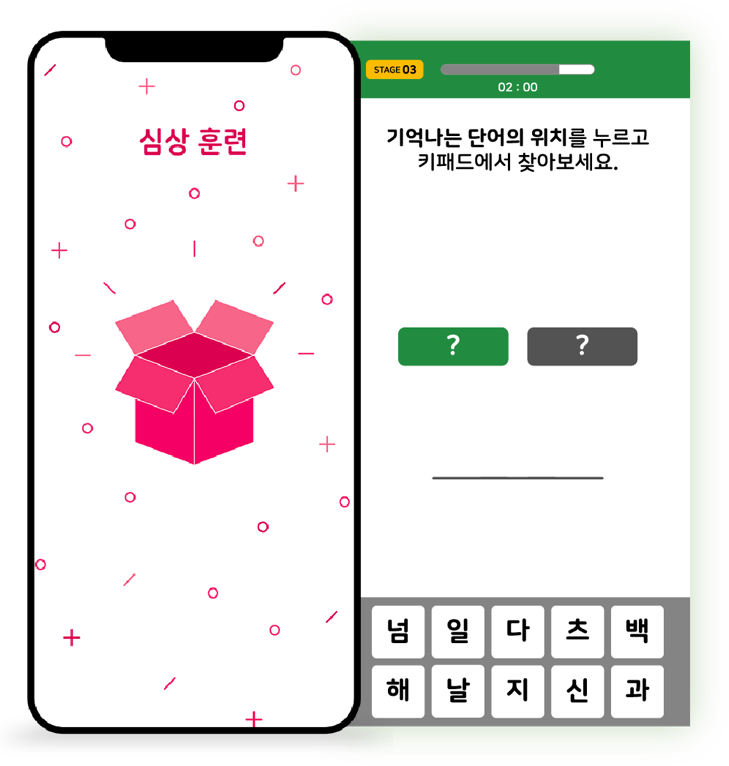 심상 훈련
STAGE 03
02 : 00
기억나는 단어의 위치를 누르고
키패드에서 찾아보세요.
? ?
넘 일 다 츠 백
해 날 지 신 과